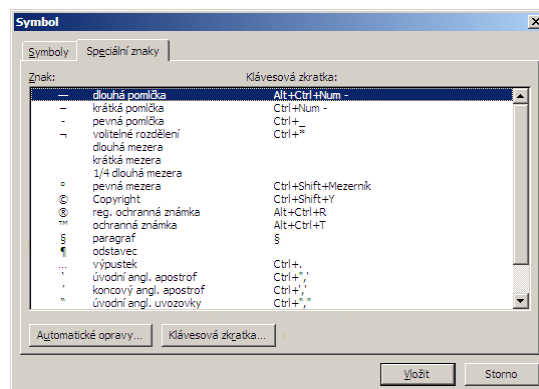 Symbol
Symboly Speciální znaky
Znak: Klávesová zkratka:
— dlouhá pomlčka Alt+Ctrl+Num -
– krátká pomlčka Ctrl+Num -
- pevná pomlčka Ctrl+_
¬ volitelné rozdělení Ctrl+*
dlouhá mezera
krátká mezera
1/4 dlouhá mezera
° pevná mezera Ctrl+Shift+Mezerník
© Copyright Ctrl+Shift+Y
® reg. ochranná známka Alt+Ctrl+R
™ ochranná známka Alt+Ctrl+T
§ paragraf §
¶ odstavec
… výpustek Ctrl+.
‘ úvodní angl. apostrof Ctrl+",'
’ koncový angl. apostrof Ctrl+','
“ úvodní angl. uvozovky Ctrl+","
Automatické opravy... Klávesová zkratka...
Vložit Storno